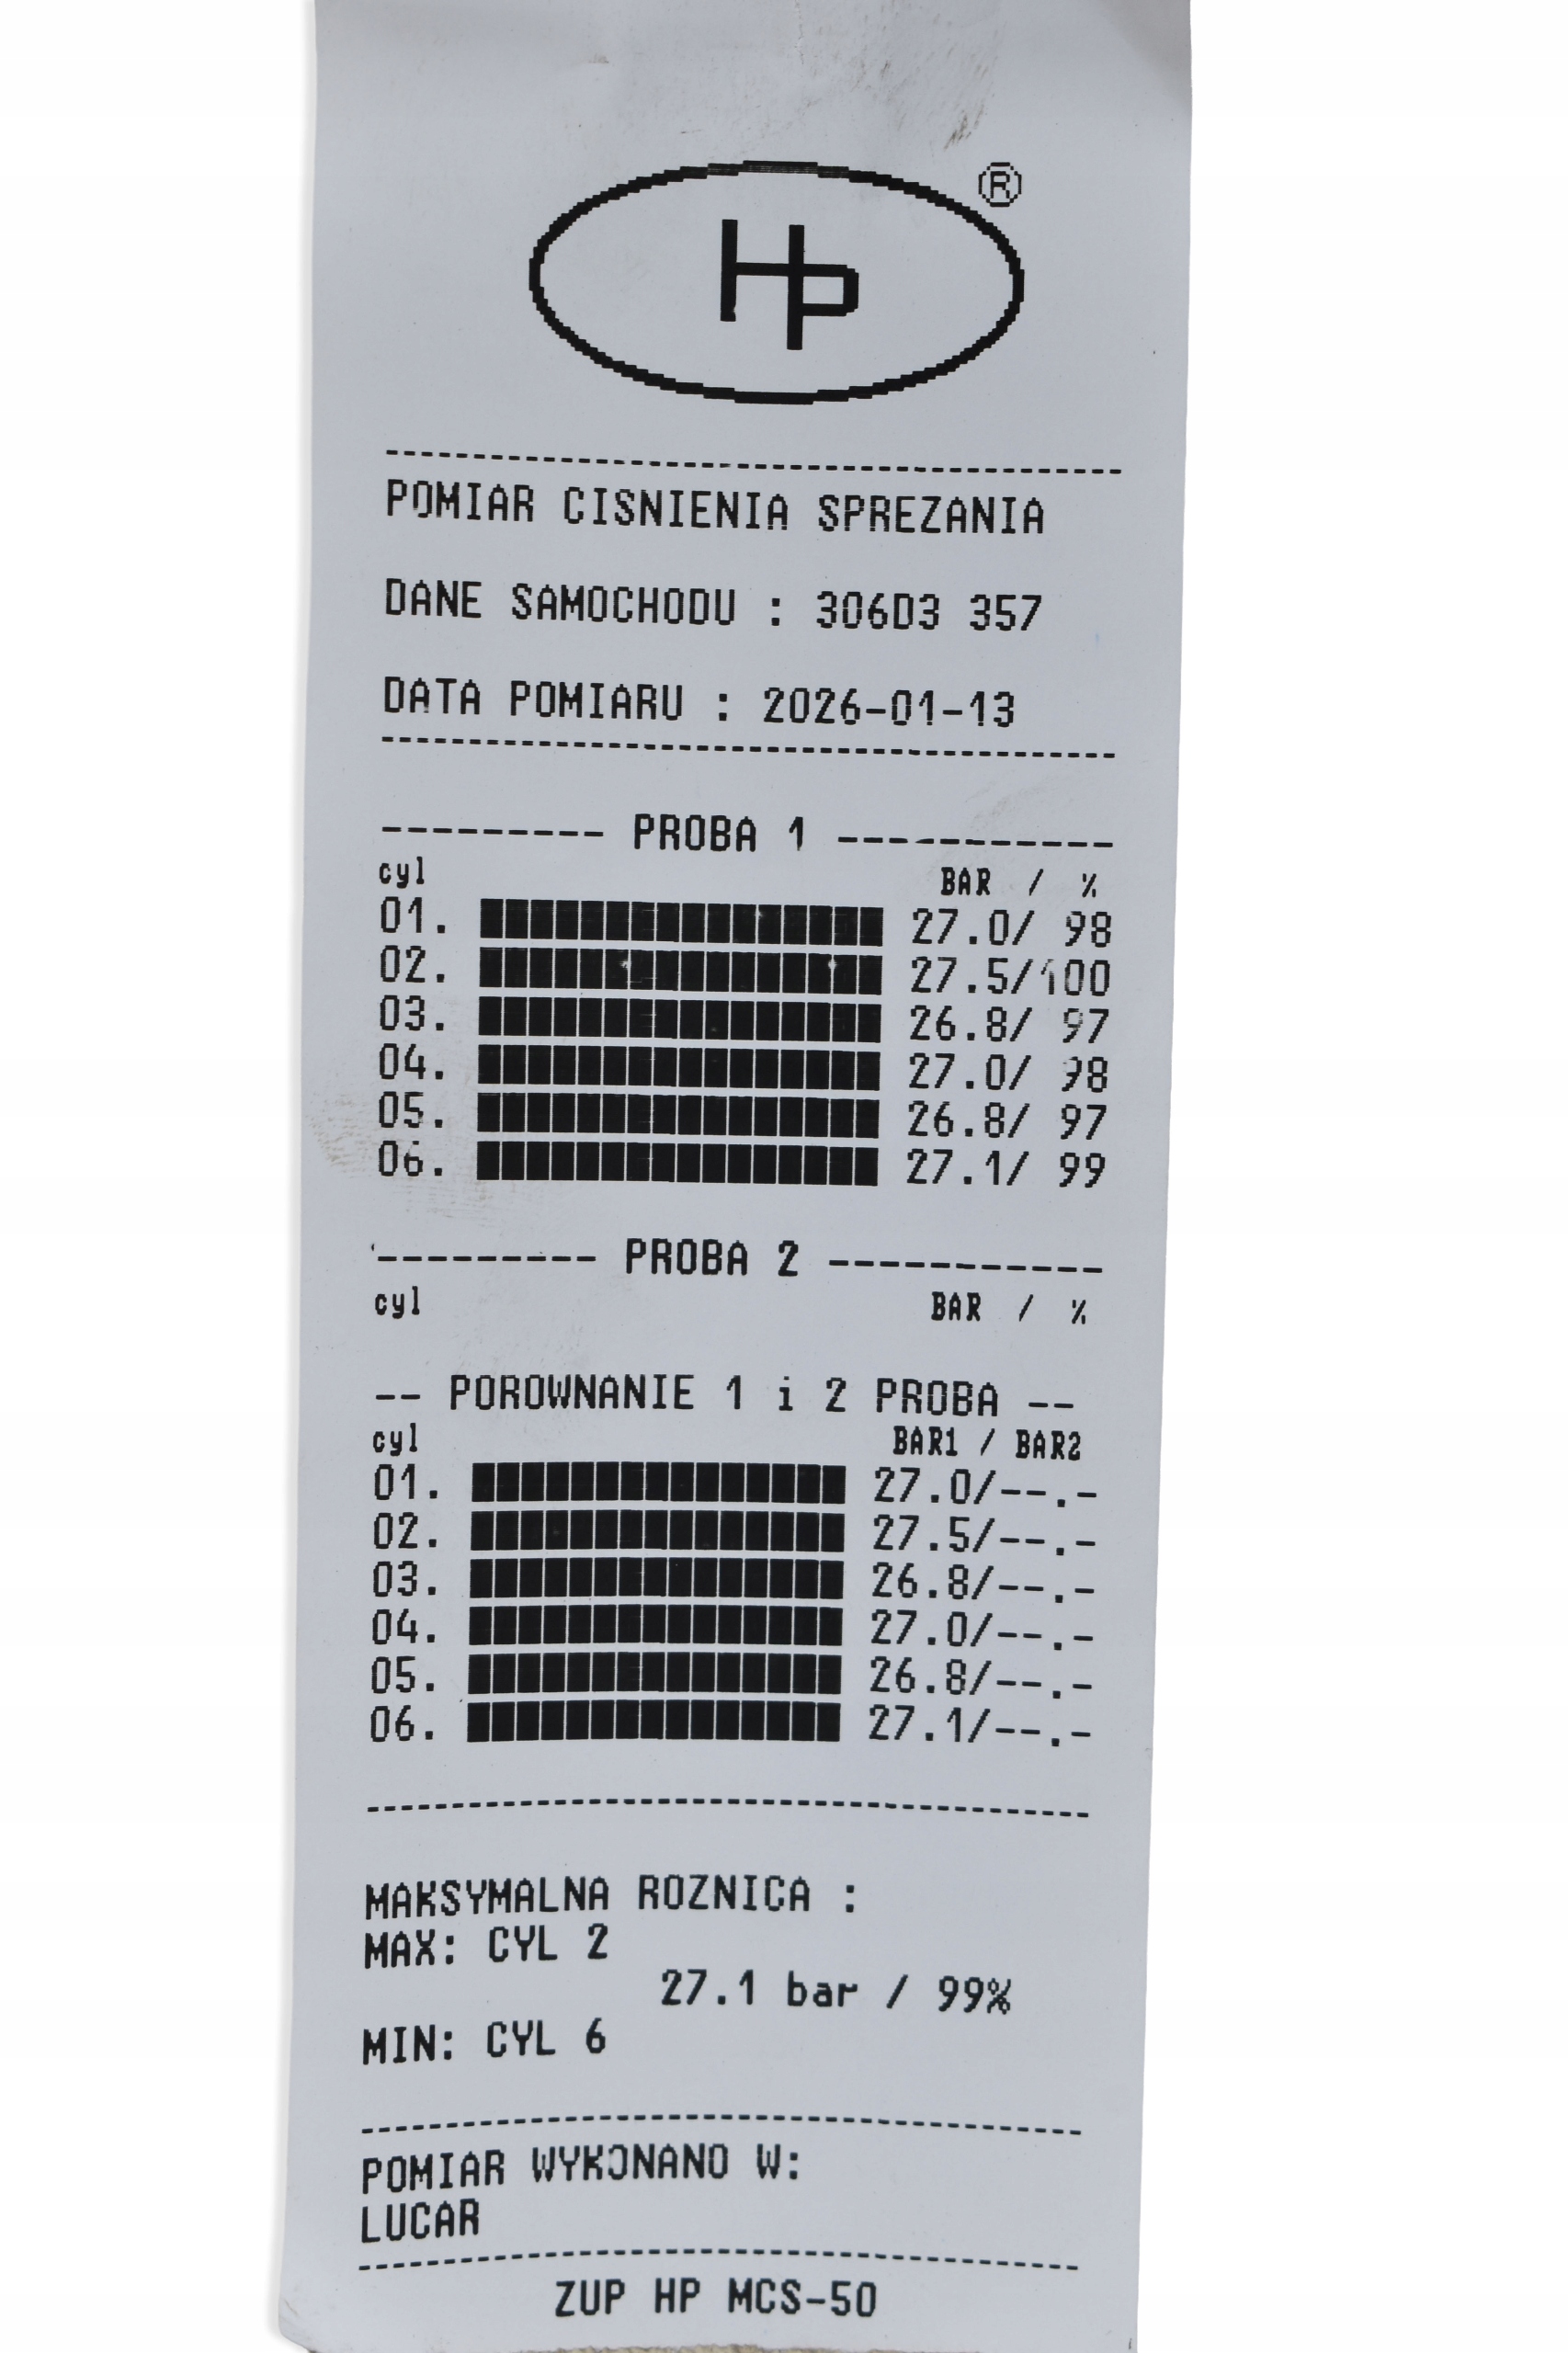 Hp ®
POMIAR CISNIENIA SPREZANIA
DANE SAMOCHODU : 306D3 357
DATA POMIARU : 2026-01-13
--------- PROBA 1 -----------
cyl BAR / %
01. 27.0/ 98
02. 27.5/100
03. 26.8/ 97
04. 27.0/ 98
05. 26.8/ 97
06. 27.1/ 99
--------- PROBA 2 -----------
cyl BAR / %
-- POROWNANIE 1 i 2 PROBA --
cyl BAR1 / BAR2
01. 27.0/--.-
02. 27.5/--.-
03. 26.8/--.-
04. 27.0/--.-
05. 26.8/--.-
06. 27.1/--.-
MAKSYMALNA ROZNICA :
MAX: CYL 2
27.1 bar / 99%
MIN: CYL 6
POMIAR WYKONANO W:
LUCAR
ZUP HP MCS-50